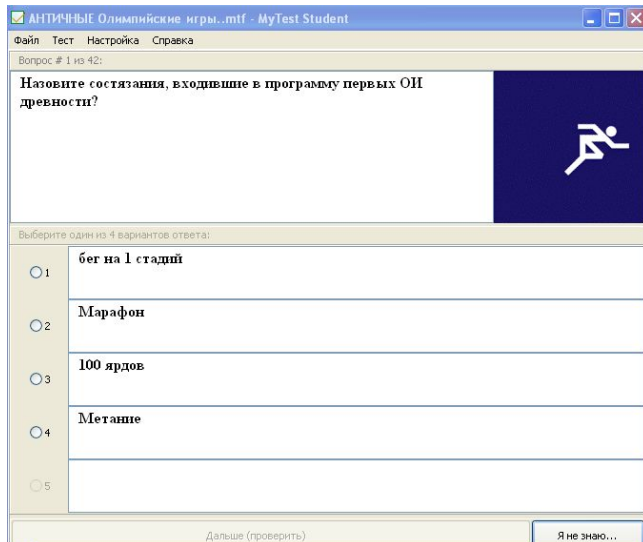 АНТИЧНЫЕ Олимпийские игры..mtf - MyTest Student
Файл Тест Настройка Справка
Вопрос # 1 из 42:
Назовите состязания, входившие в программу первых ОИ
древности?
Выберите один из 4 вариантов ответа:
1 бег на 1 стадий
2 Марафон
3 100 ярдов
4 Метание
5
Дальше (проверить) Я не знаю...